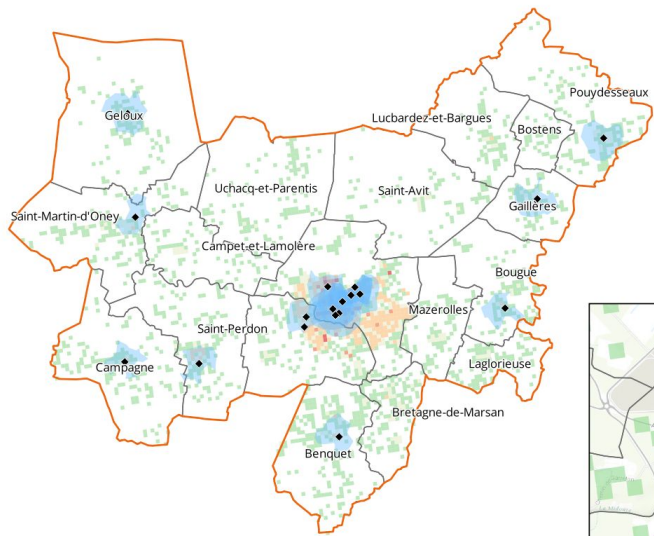 Pouydesseaux
Geloux
Lucbardez-et-Bargues
Bostens
Uchacq-et-Parentis
Saint-Avit
Gaillères
Saint-Martin-d'Oney
Campet-et-Lamolère
Bougue
Mazerolles
Saint-Perdon
Campagne
Laglorieuse
Bretagne-de-Marsan
Benquet